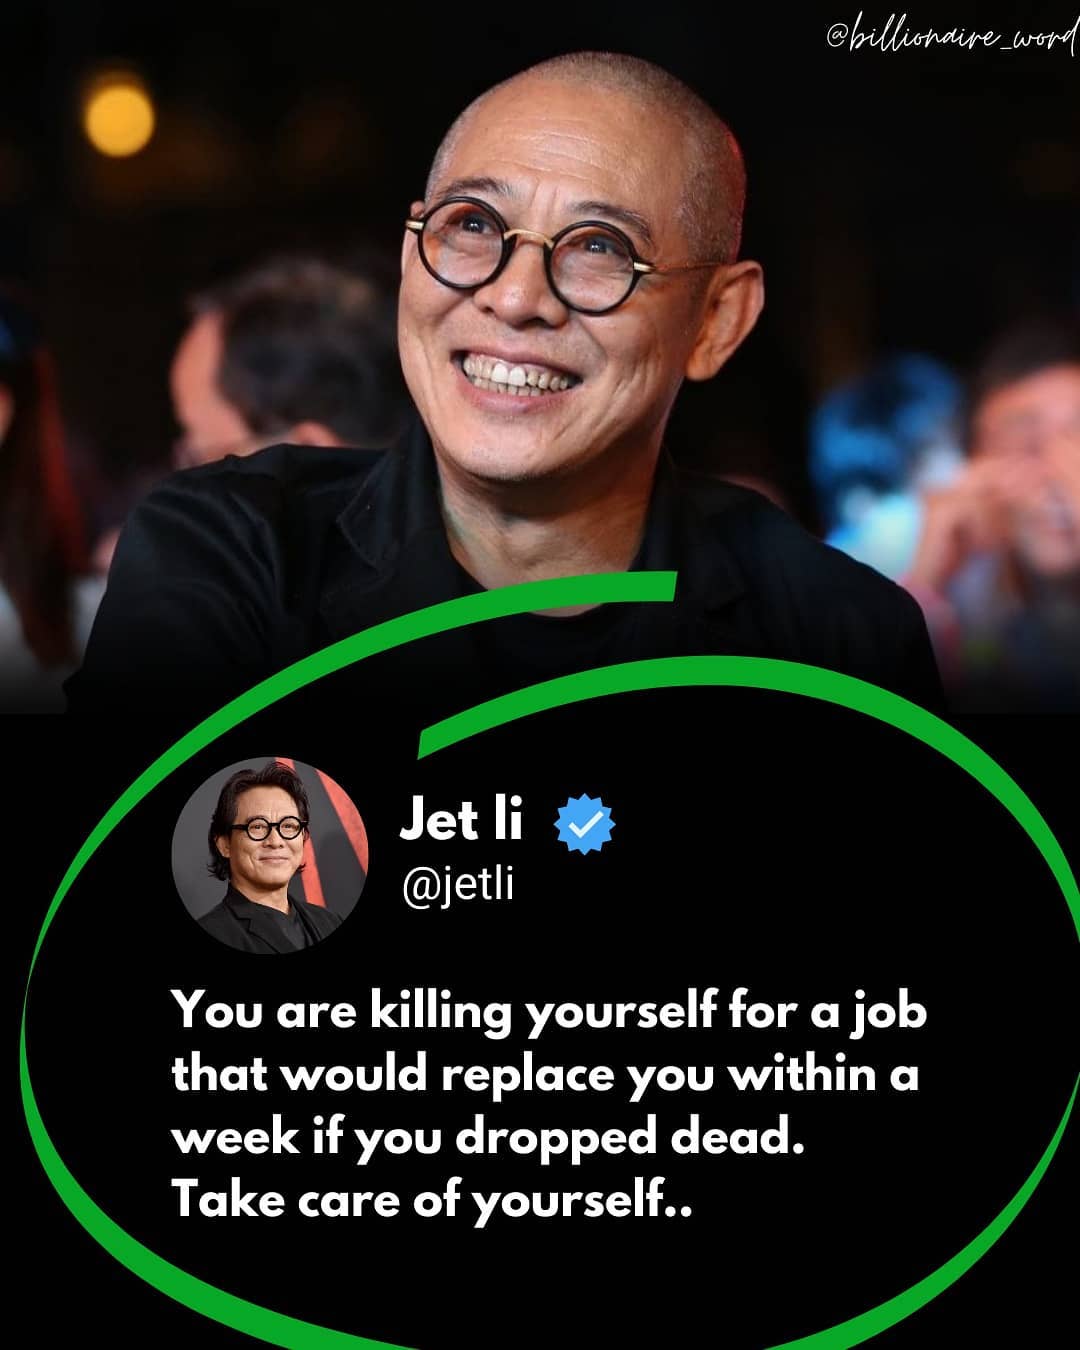 @billionaire_word
Jet li
@jetli
You are killing yourself for a job
that would replace you within a
week if you dropped dead.
Take care of yourself..